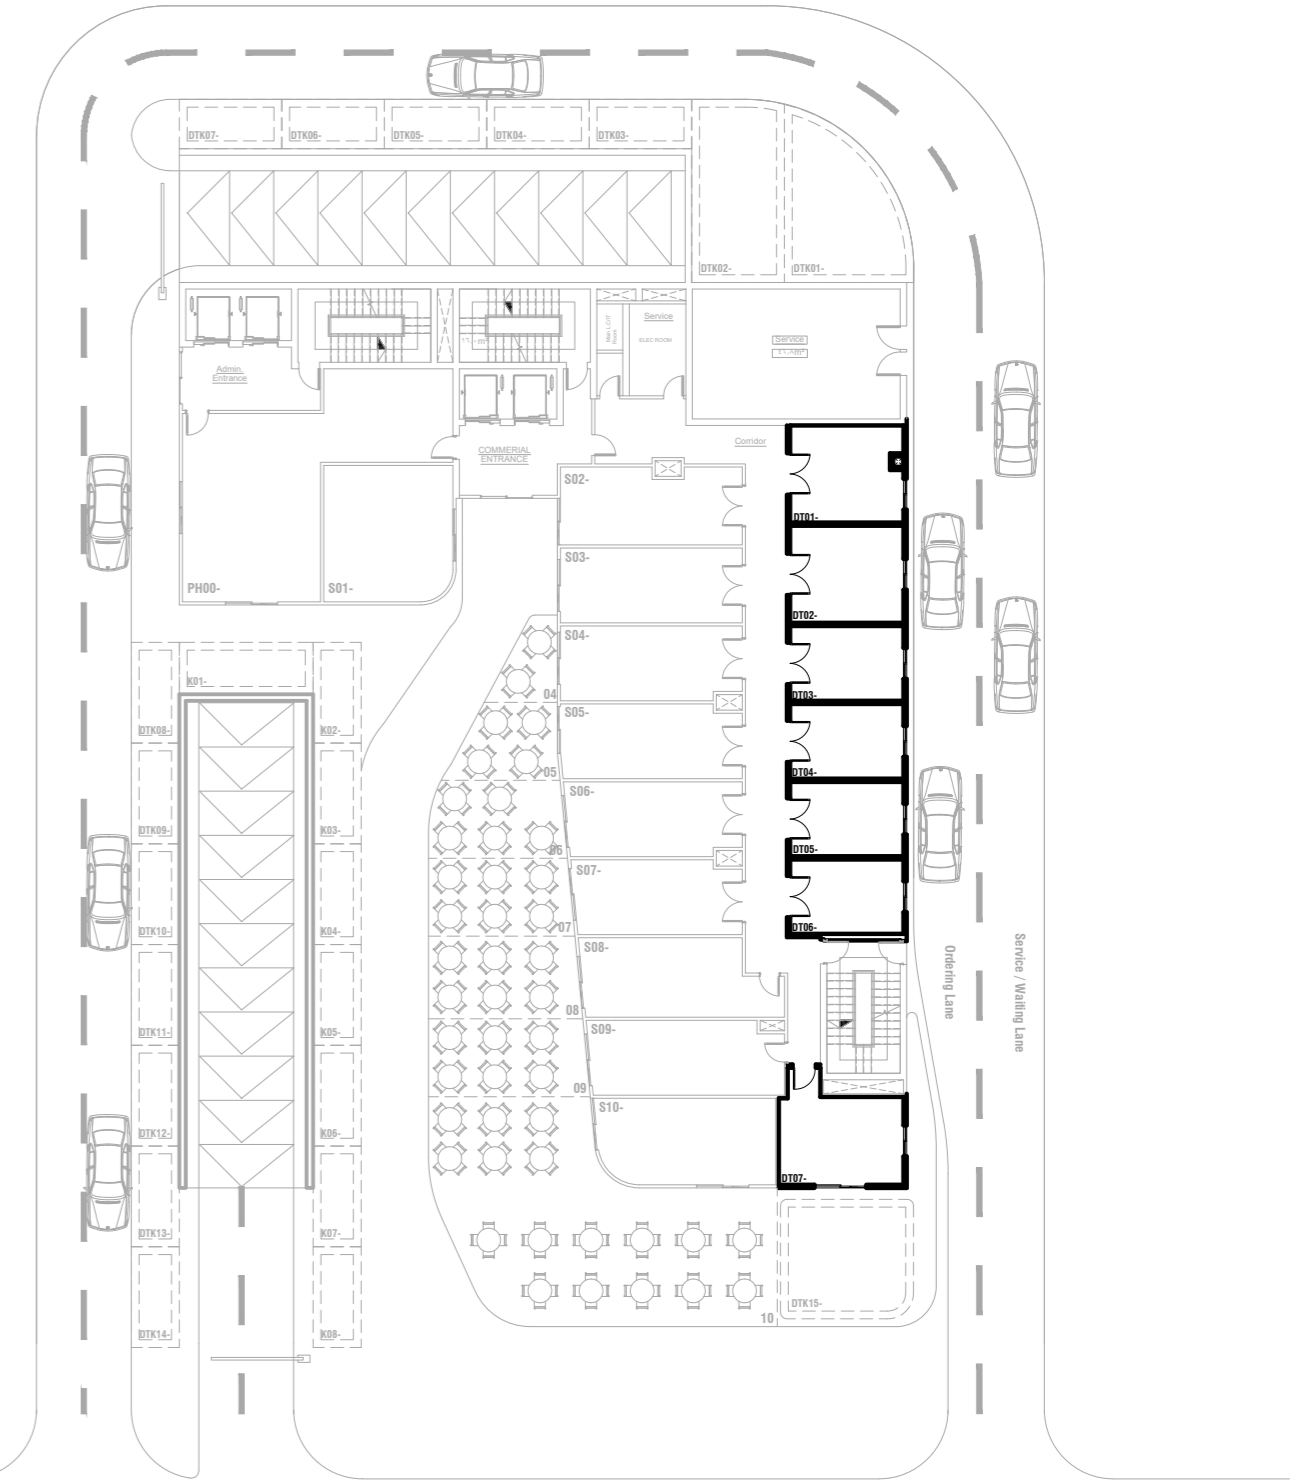 DTK07-
DTK06-
DTK05-
DTK04-
DTK03-
DTK02-
DTK01-
Service
Main L.C/IT
Room
ELEC ROOM
Service
١٦.٠m²
Admin.
Entrance
COMMERIAL
ENTRANCE
Corridor
S02-
DT01-
S03-
PH00-
S01-
DT02-
S04-
K01-
04
DT03-
DTK08-
K02-
S05-
05
DT04-
S06-
DTK09-
K03-
06
DT05-
S07-
07
DTK10-
K04-
DT06-
S08-
Ordering Lane
Service / Waiting Lane
08
DTK11-
K05-
S09-
09
DTK12-
K06-
S10-
DT07-
DTK13-
K07-
DTK14-
K08-
DTK15-
10